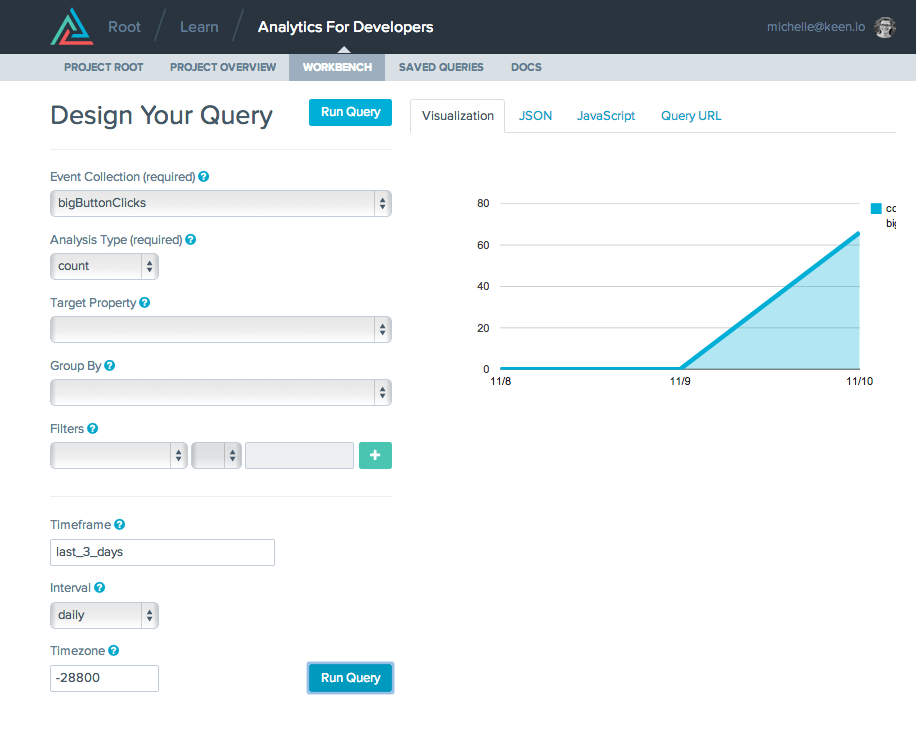 Root Learn Analytics For Developers michelle@keen.io
PROJECT ROOT PROJECT OVERVIEW WORKBENCH SAVED QUERIES DOCS
Design Your Query Run Query
Visualization JSON JavaScript Query URL
Event Collection (required) ?
bigButtonClicks
Analysis Type (required) ?
count
Target Property ?
Group By ?
Filters ?
+
Timeframe ?
last_3_days
Interval ?
daily
Timezone ?
-28800 Run Query
80
60
40
20
0
11/8 11/9 11/10